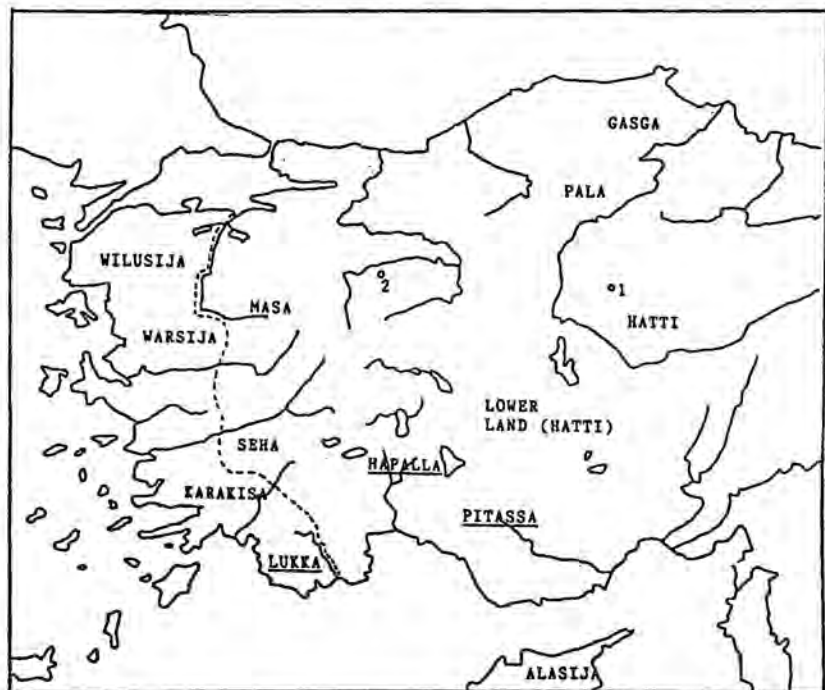 GASGA
PALA
WILUSIJA
2
1
MASA
HATTI
WARSIJA
LOWER
LAND (HATTI)
SEHA
HAPALLA
KARAKISA
PITASSA
LUKKA
ALASIJA